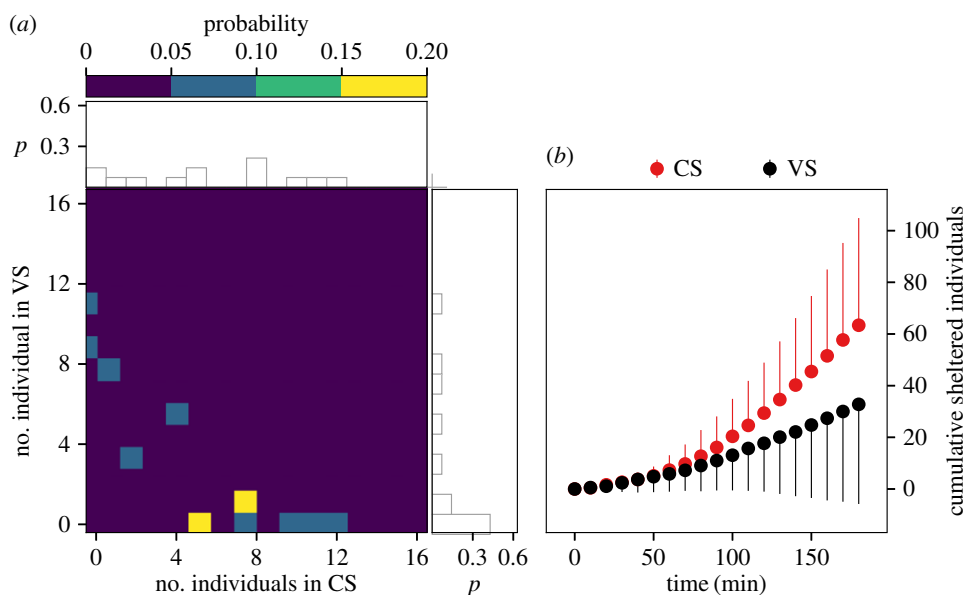 (a)
probability
0 0.05 0.10 0.15 0.20
0.6
p 0.3
(b)
CS VS
16
12
8
4
0
no. individual in VS
0 4 8 12 16
no. individuals in CS
0.3 0.6
p
100
80
60
40
20
0
cumulative sheltered individuals
0 50 100 150
time (min)